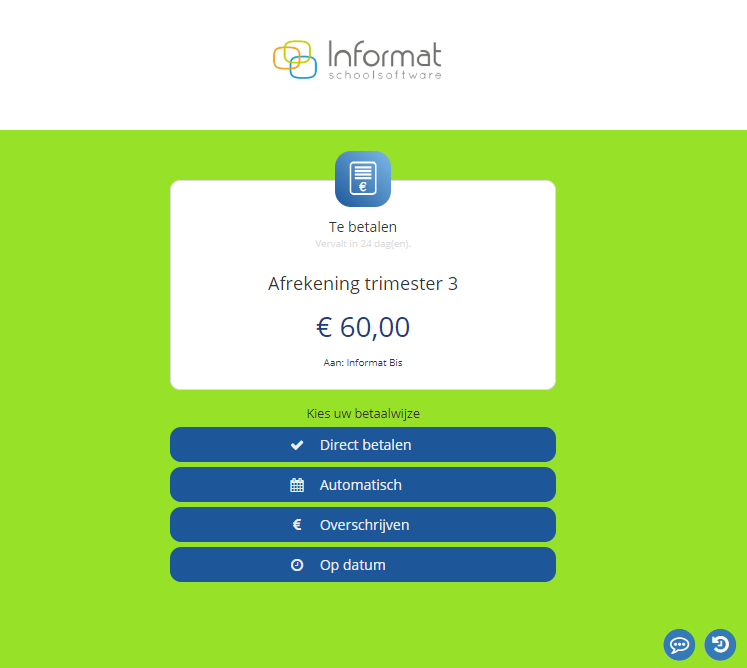 Informat
schoolsoftware
€
Te betalen
Vervalt in 24 dag(en).
Afrekening trimester 3
€ 60,00
Aan: Informat Bis
Kies uw betaalwijze
Direct betalen
Automatisch
€ Overschrijven
Op datum